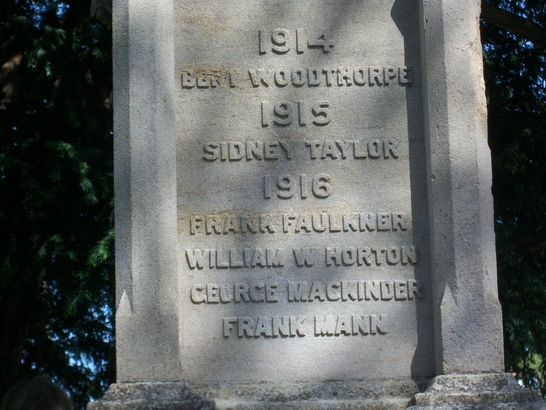 1914
BERT WOODTHORPE
1915
SIDNEY TAYLOR
1916
FRANK FAULKNER
WILLIAM W HORTON
GEORGE MACKINDER
FRANK MANN